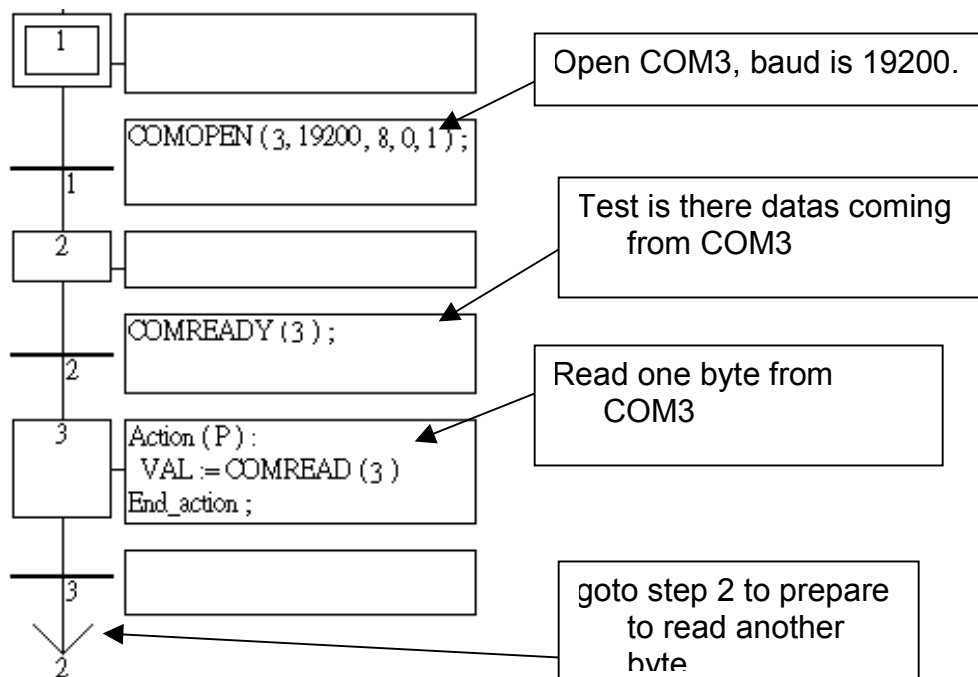 1
Open COM3, baud is 19200.
COMOPEN ( 3, 19200, 8, 0, 1 ) ;
1
Test is there datas coming
from COM3
2
COMREADY ( 3 ) ;
2
Read one byte from
COM3
3
Action ( P ) :
VAL := COMREAD ( 3 )
End_action ;
3
goto step 2 to prepare
to read another
byte
2